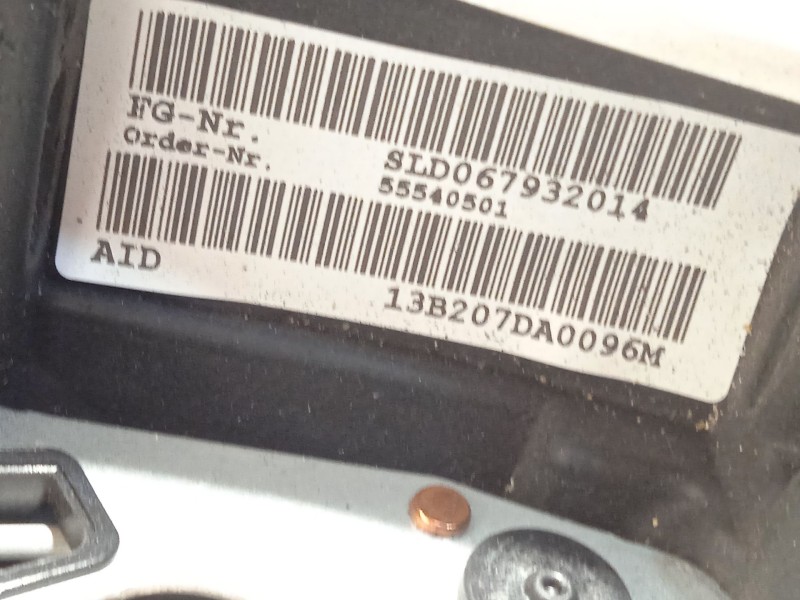 FG-Nr. SLD067932014
Order-Nr. 55540501
AID 13B207DA0096M